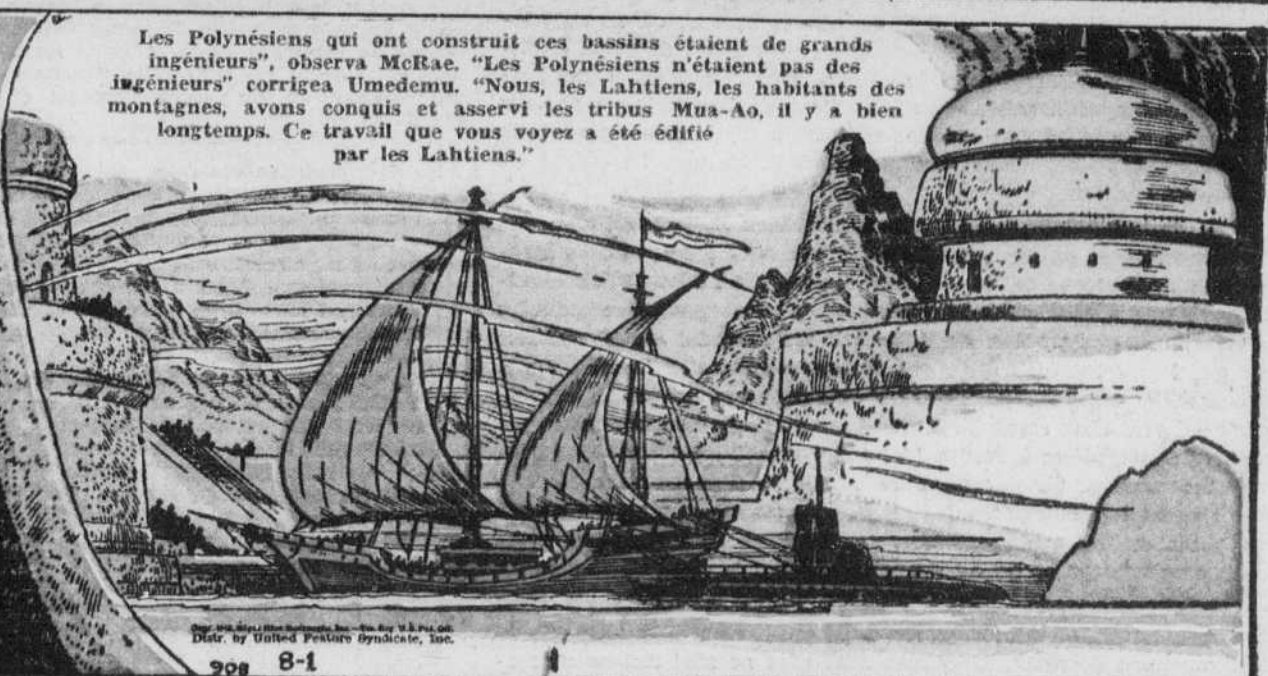 Les Polynésiens qui ont construit ces bassins étaient de grands
ingénieurs", observa McRae. "Les Polynésiens n'étaient pas des
ingénieurs" corrigea Umedemu. "Nous, les Lahtiens, les habitants des
montagnes, avons conquis et asservi les tribus Mua-Ao, il y a bien
longtemps. Ce travail que vous voyez a été édifié
par les Lahtiens."
Distr. by United Feature Syndicate, Inc.
908 8-1